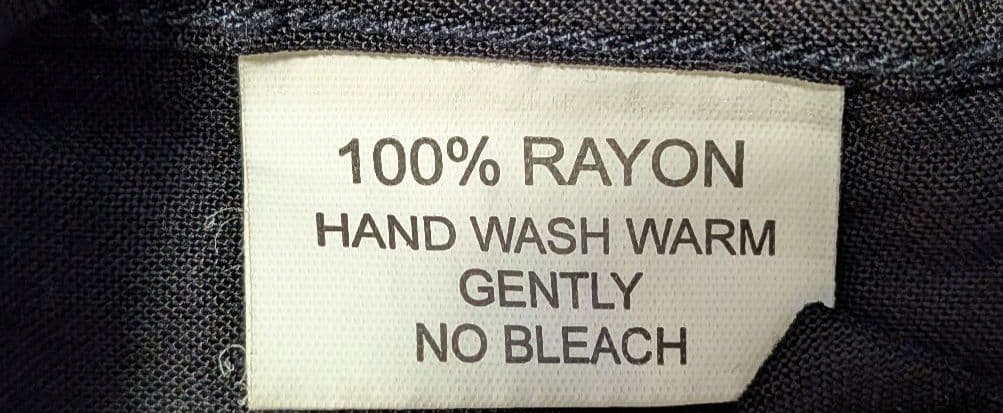 100% RAYON
HAND WASH WARM
GENTLY
NO BLEACH